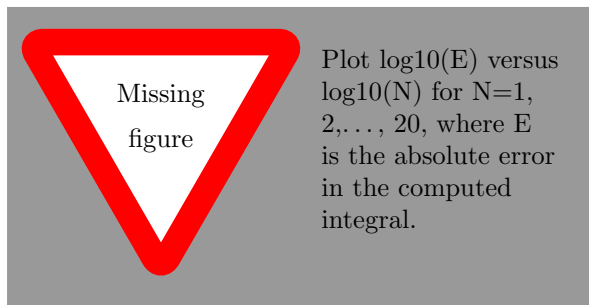 Missing
figure
Plot log10(E) versus
log10(N) for N=1,
2,…, 20, where E
is the absolute error
in the computed
integral.